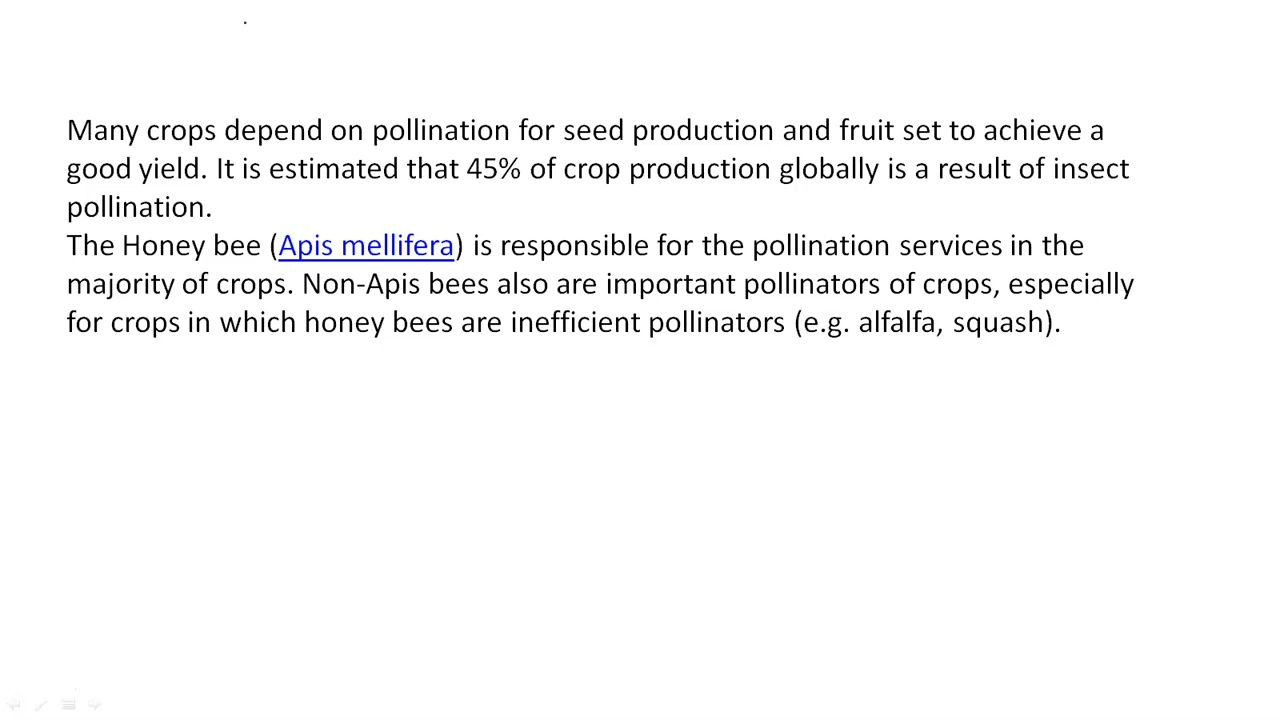 Many crops depend on pollination for seed production and fruit set to achieve a
good yield. It is estimated that 45% of crop production globally is a result of insect
pollination.
The Honey bee (Apis mellifera) is responsible for the pollination services in the
majority of crops. Non-Apis bees also are important pollinators of crops, especially
for crops in which honey bees are inefficient pollinators (e.g. alfalfa, squash).